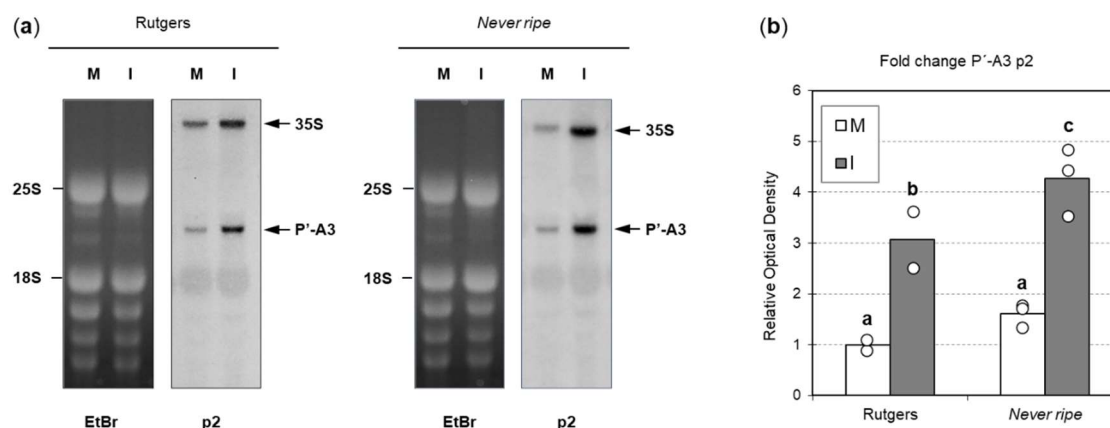 (a)
Rutgers
Never ripe
M I M I
M I M I
35S
35S
25S
25S
P'-A3
P'-A3
18S
18S
EtBr p2
EtBr p2
(b)
Fold change P´-A3 p2
Relative Optical Density
6
5
4
3
2
1
0
M
I
a
b
a
c
Rutgers
Never ripe